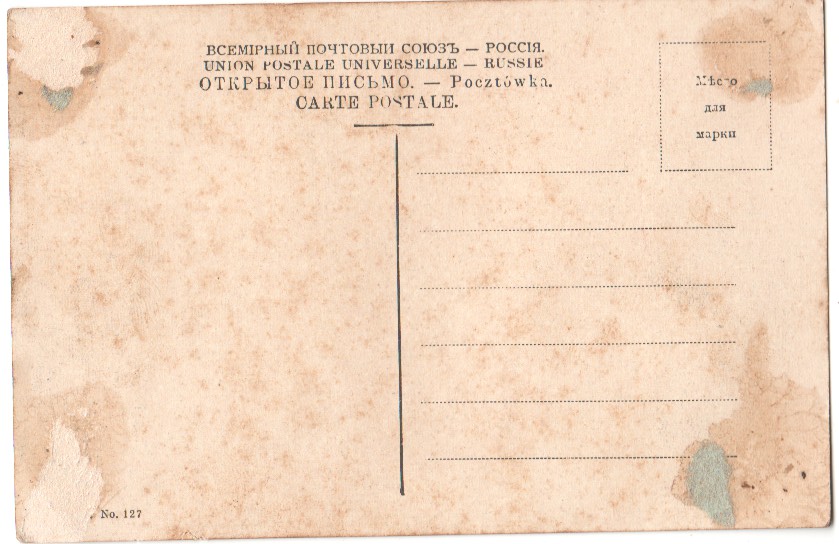 ВСЕМІРНЫЙ ПОЧТОВЫЙ СОЮЗЪ — РОССІЯ.
UNION POSTALE UNIVERSELLE — RUSSIE
ОТКРЫТОЕ ПИСЬМО. — Pocztówka.
CARTE POSTALE.
Мѣсто
для
марки
No. 127